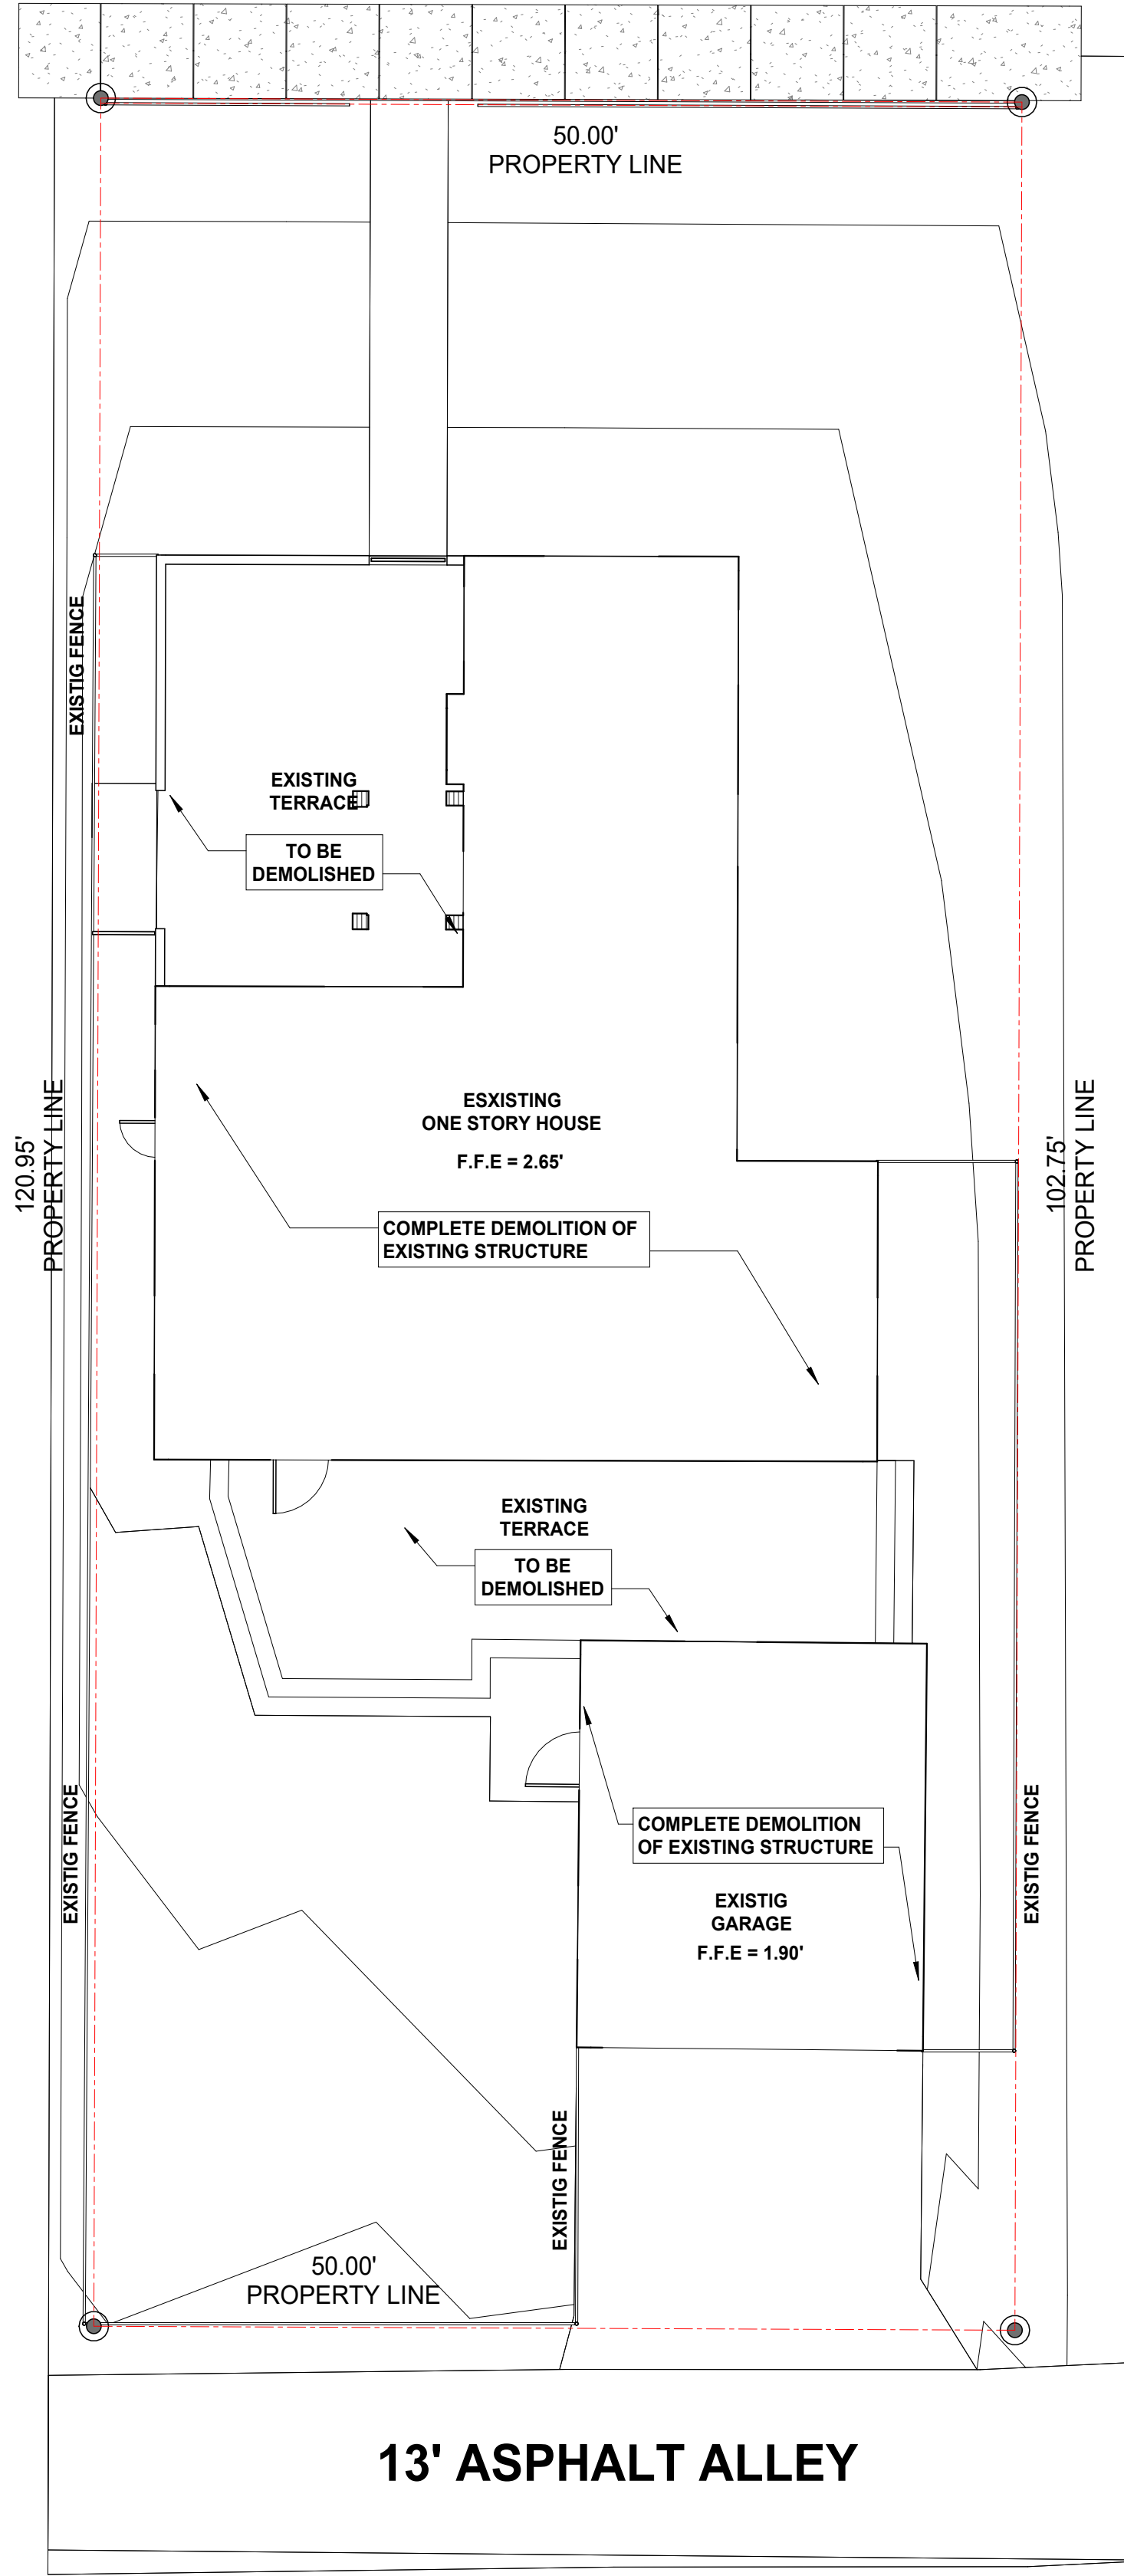 50.00'
PROPERTY LINE
EXISTIG FENCE
EXISTING
TERRACE
TO BE
DEMOLISHED
120.95'
PROPERTY LINE
ESXISTING
ONE STORY HOUSE
F.F.E = 2.65'
102.75'
PROPERTY LINE
COMPLETE DEMOLITION OF
EXISTING STRUCTURE
EXISTING
TERRACE
TO BE
DEMOLISHED
EXISTIG FENCE
COMPLETE DEMOLITION
OF EXISTING STRUCTURE
EXISTIG FENCE
EXISTIG
GARAGE
F.F.E = 1.90'
EXISTIG FENCE
50.00'
PROPERTY LINE
13' ASPHALT ALLEY